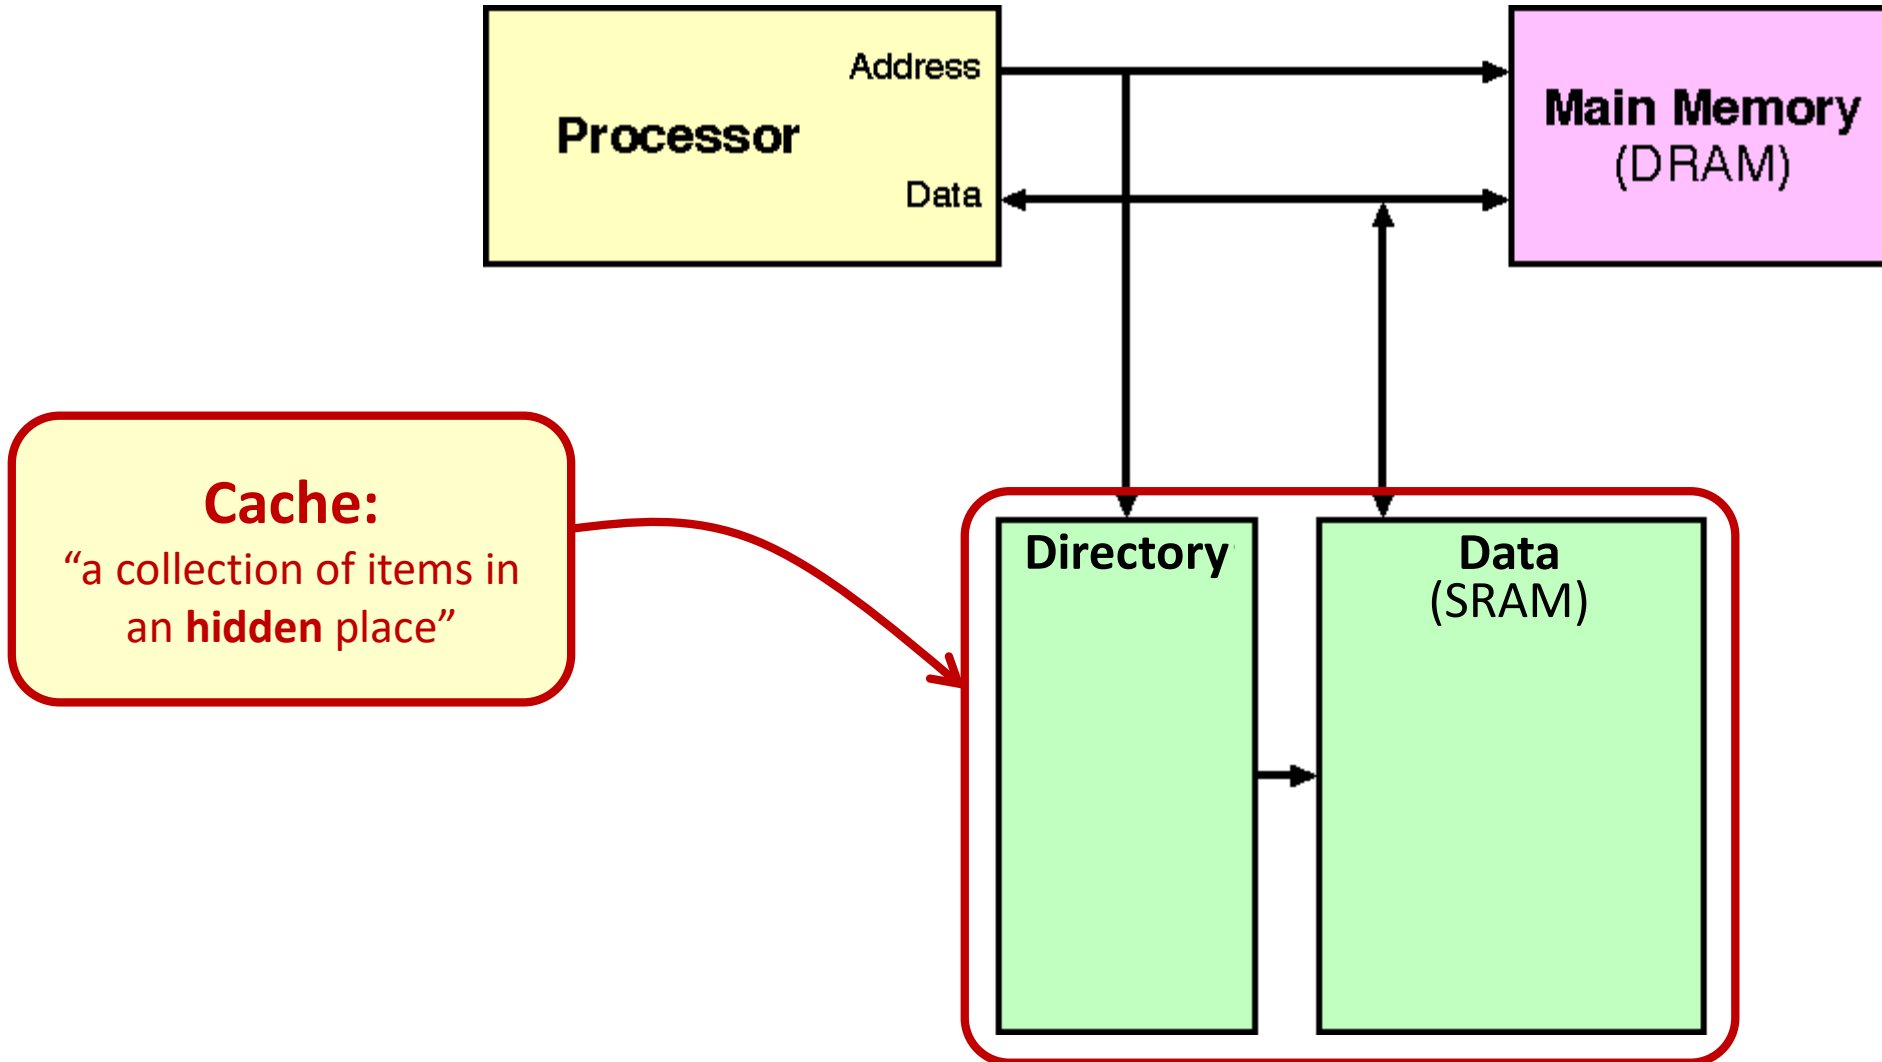 Address
Processor
Data
Main Memory
(DRAM)
Cache:
“a collection of items in
an hidden place”
Directory
Data
(SRAM)